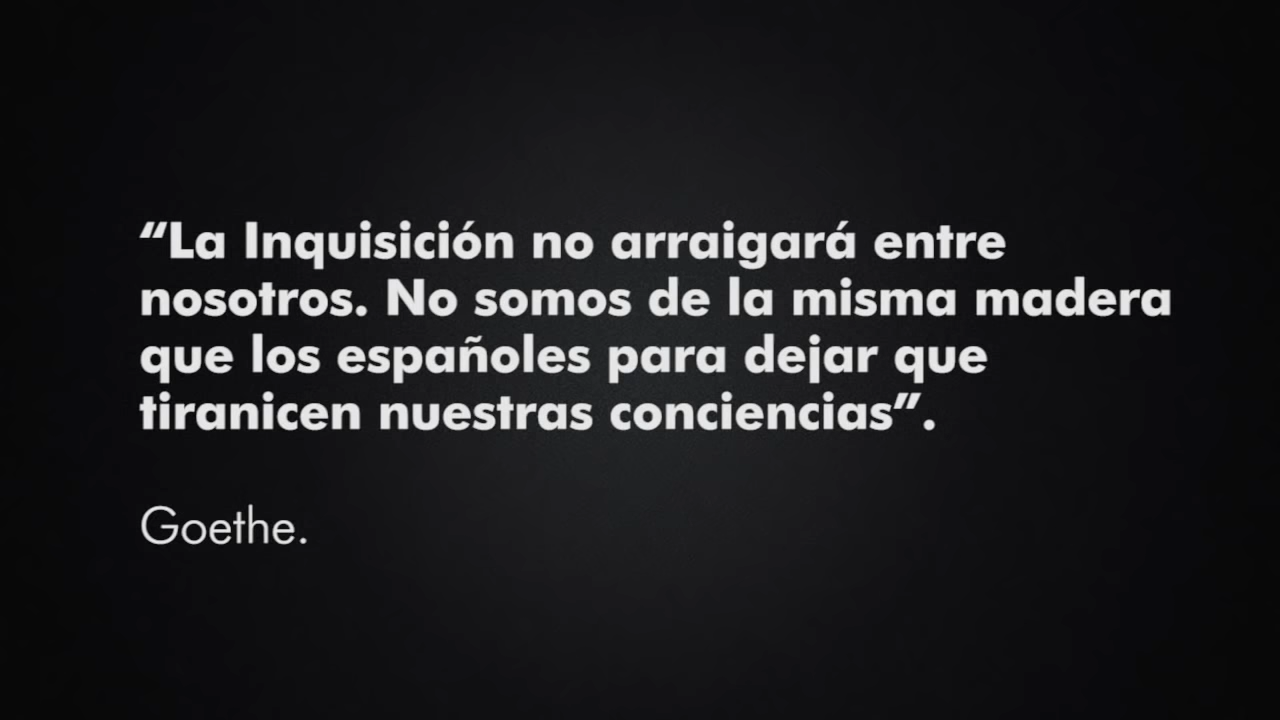 “La Inquisición no arraigará entre
nosotros. No somos de la misma madera
que los españoles para dejar que
tiranicen nuestras conciencias”.
Goethe.